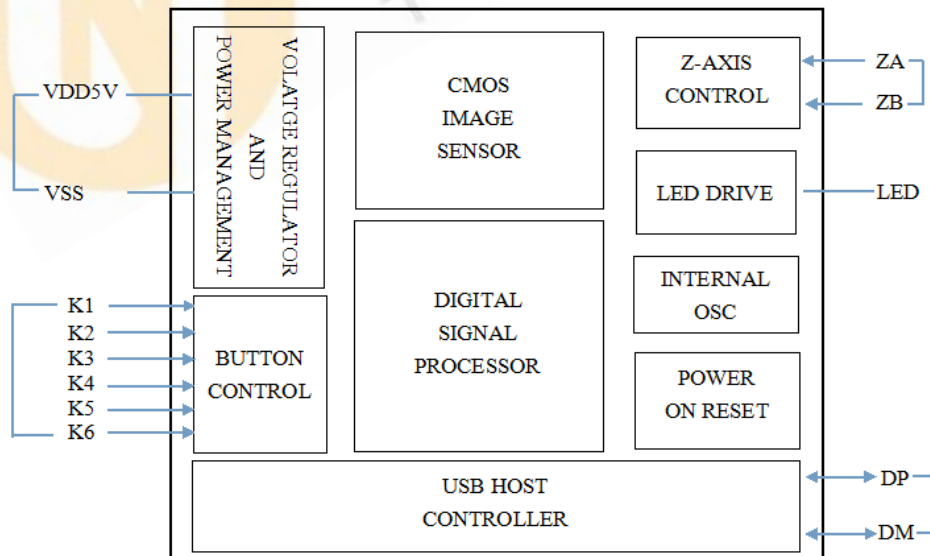 VDD5V
VSS
VOLATGE REGULATOR
AND
POWER MANAGEMENT
CMOS
IMAGE
SENSOR
Z-AXIS
CONTROL
ZA
ZB
LED DRIVE
LED
K1
K2
K3
K4
K5
K6
BUTTON
CONTROL
DIGITAL
SIGNAL
PROCESSOR
INTERNAL
OSC
POWER
ON RESET
USB HOST
CONTROLLER
DP
DM